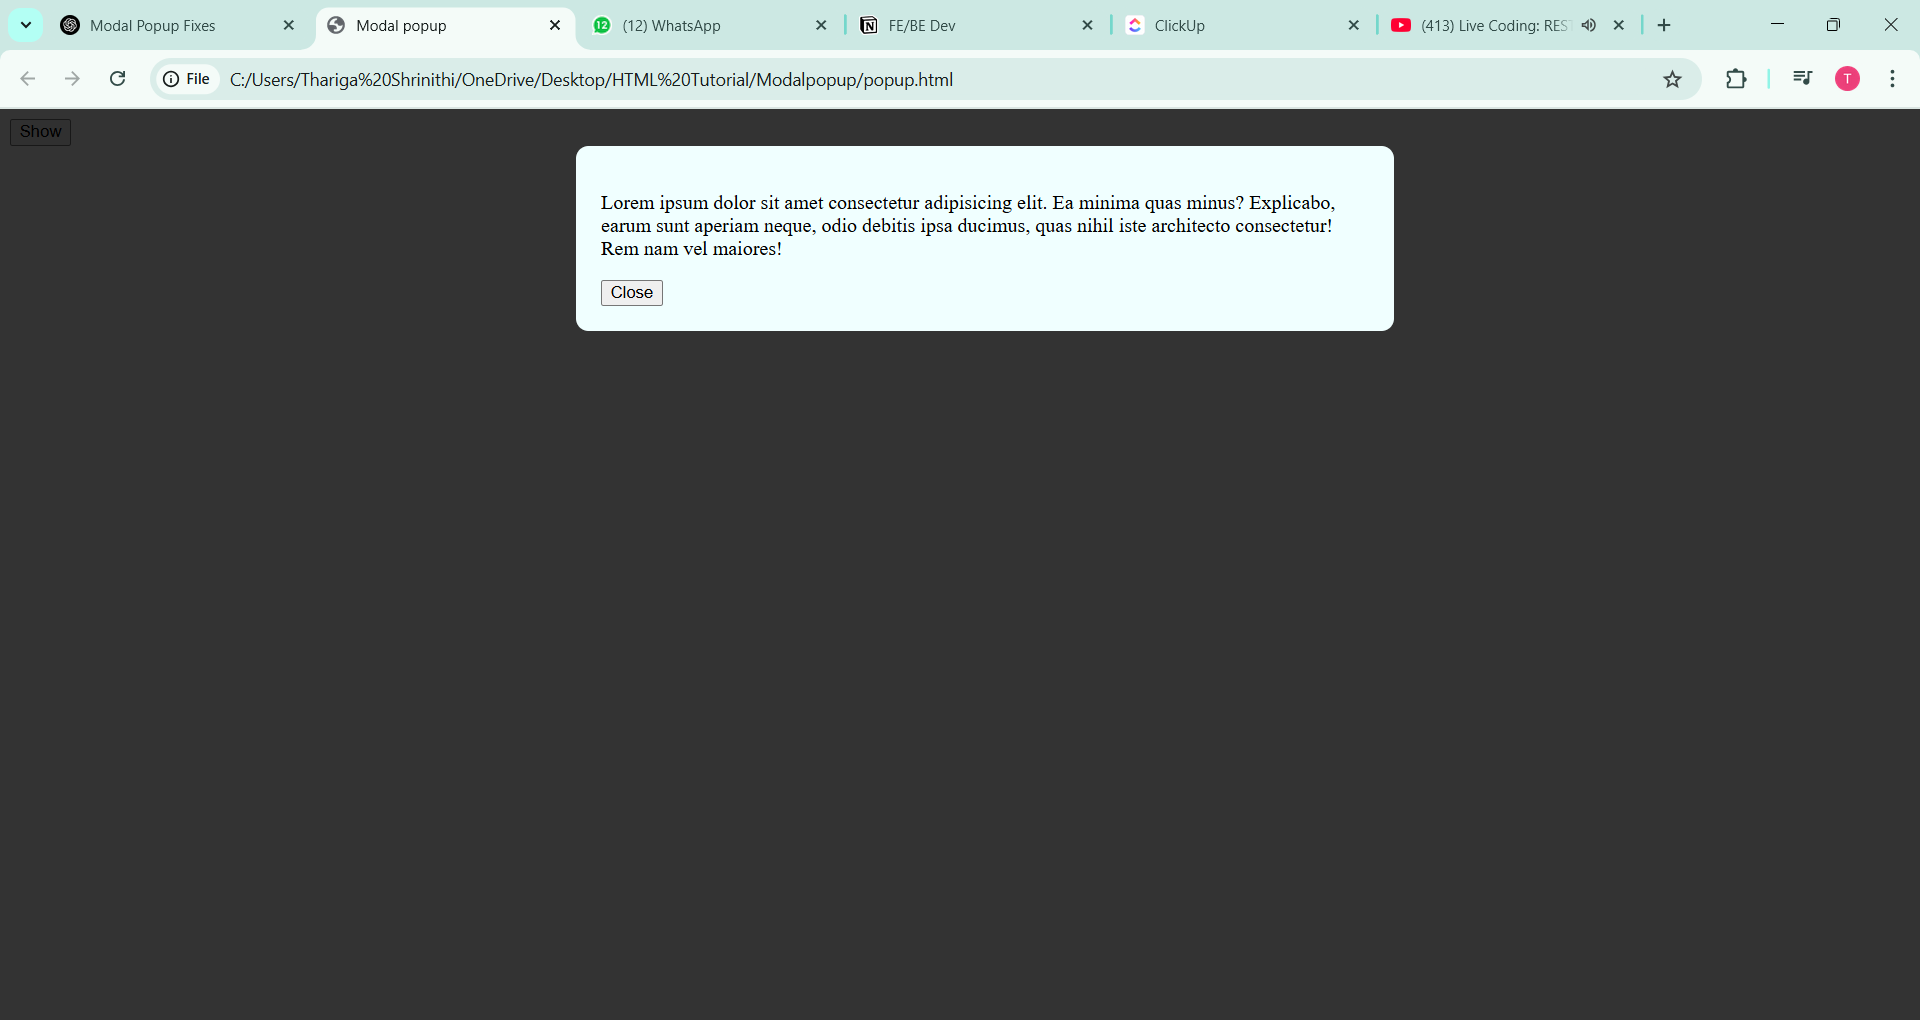 Modal Popup Fixes
Modal popup
12 (12) WhatsApp
FE/BE Dev
ClickUp
(413) Live Coding: RES
File C:/Users/Thariga%20Shrinithi/OneDrive/Desktop/HTML%20Tutorial/Modalpopup/popup.html
T
Show
Lorem ipsum dolor sit amet consectetur adipisicing elit. Ea minima quas minus? Explicabo,
earum sunt aperiam neque, odio debitis ipsa ducimus, quas nihil iste architecto consectetur!
Rem nam vel maiores!
Close